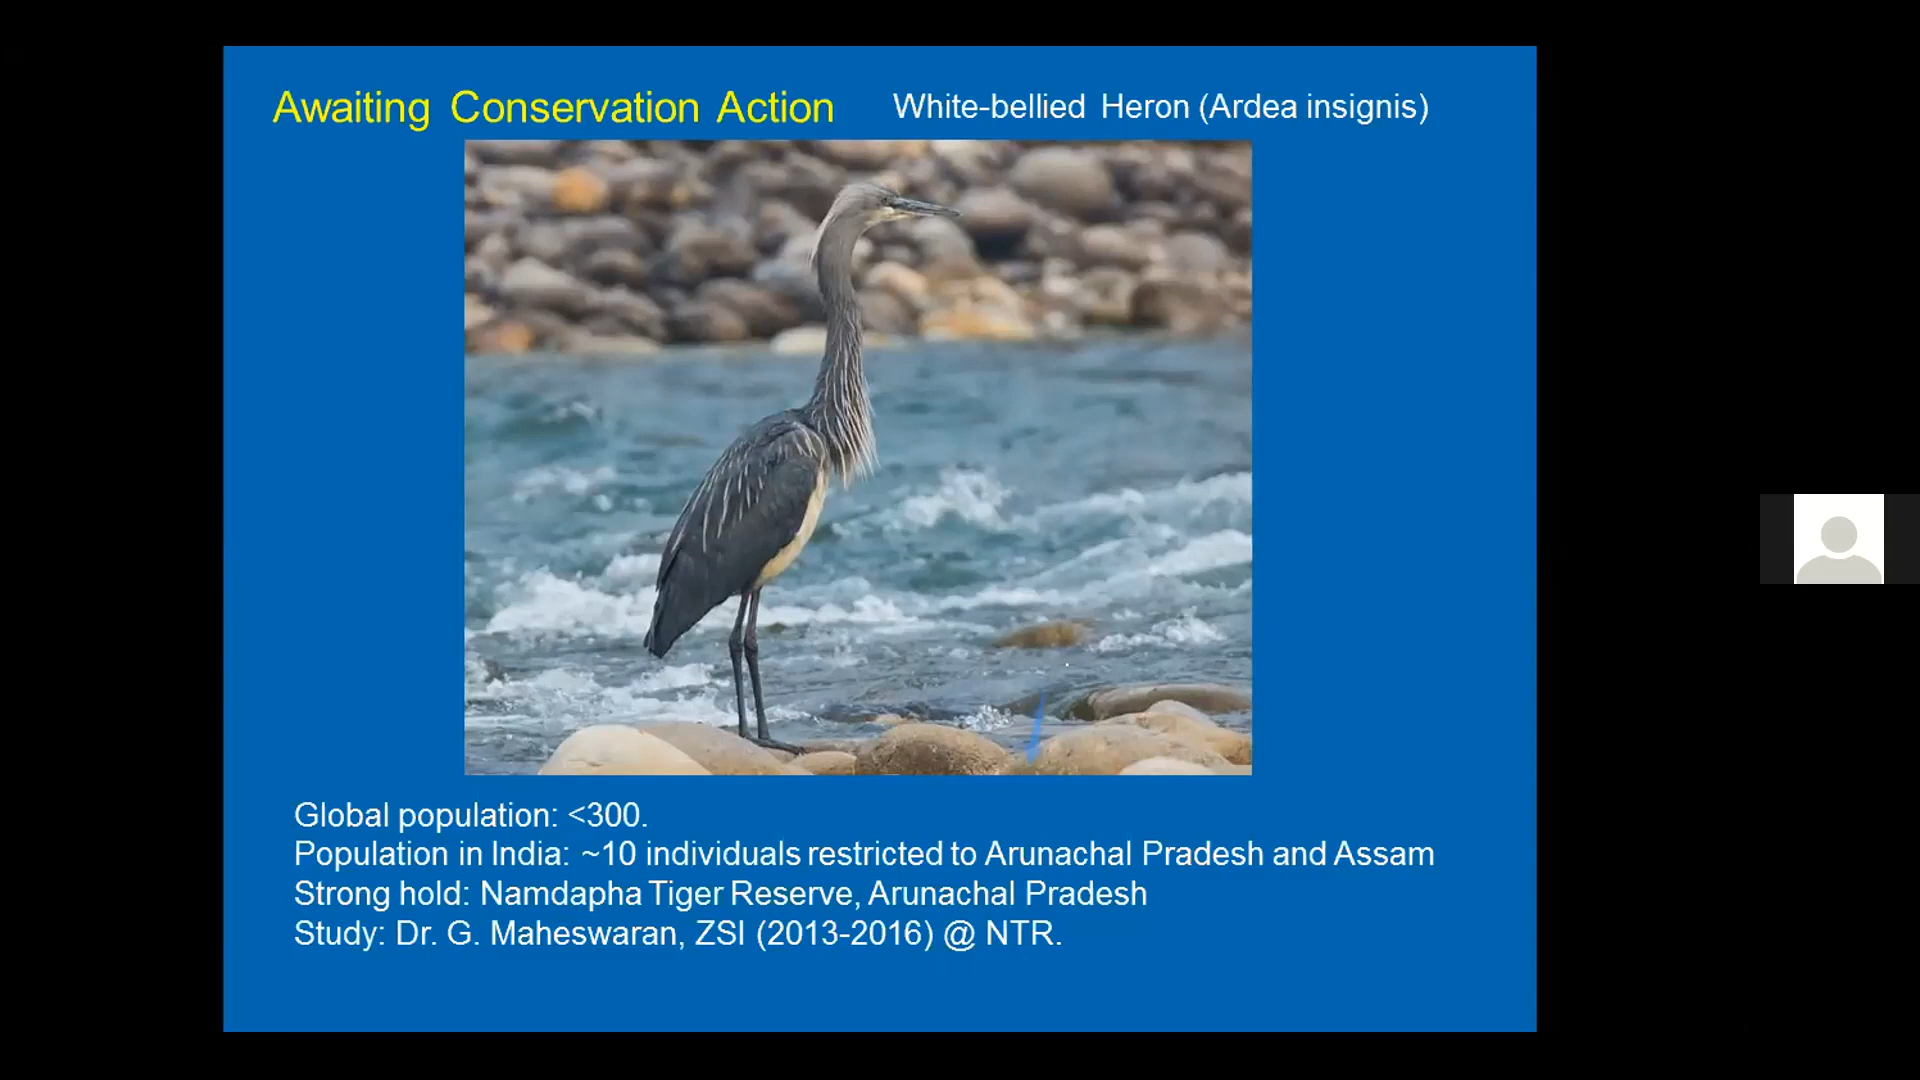 Awaiting Conservation Action
White-bellied Heron (Ardea insignis)
Global population: <300.
Population in India: ~10 individuals restricted to Arunachal Pradesh and Assam
Strong hold: Namdapha Tiger Reserve, Arunachal Pradesh
Study: Dr. G. Maheswaran, ZSI (2013-2016) @ NTR.